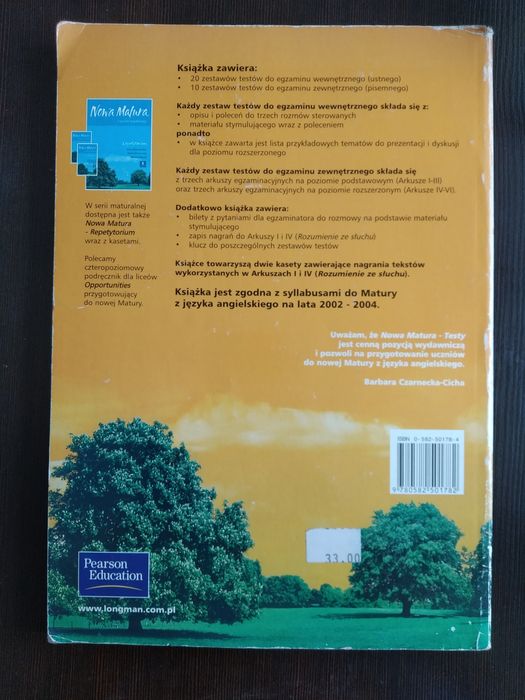 Książka zawiera:
• 20 zestawów testów do egzaminu wewnętrznego (ustnego)
• 10 zestawów testów do egzaminu zewnętrznego (pisemnego)
Każdy zestaw testów do egzaminu wewnętrznego składa się z:
• opisu i poleceń do trzech rozmów sterowanych
• materiału stymulującego wraz z poleceniem
ponadto
• w książce zawarta jest lista przykładowych tematów do prezentacji i dyskusji
dla poziomu rozszerzonego
Każdy zestaw testów do egzaminu zewnętrznego składa się
z trzech arkuszy egzaminacyjnych na poziomie podstawowym (Arkusze I-III)
oraz trzech arkuszy egzaminacyjnych na poziomie rozszerzonym (Arkusze IV-VI).
Dodatkowo książka zawiera:
• bilety z pytaniami dla egzaminatora do rozmowy na podstawie materiału
stymulującego
• zapis nagrań do Arkuszy I i IV (Rozumienie ze słuchu)
• klucz do poszczególnych zestawów testów
Książce towarzyszą dwie kasety zawierające nagrania tekstów
wykorzystanych w Arkuszach I i IV (Rozumienie ze słuchu).
Książka jest zgodna z syllabusami do Matury
z języka angielskiego na lata 2002 - 2004.
Nowa Matura
W serii maturalnej
dostępna jest także
Nowa Matura
- Repetytorium
wraz z kasetami.
Polecamy
czteropoziomowy
podręcznik dla liceów
Opportunities
przygotowujący
do nowej Matury.
Uważam, że Nowa Matura - Testy
jest cenną pozycją wydawniczą
i pozwoli na przygotowanie uczniów
do nowej Matury z języka angielskiego.
Barbara Czarnecka-Cicha
ISBN 0-582-50178-4
9 780582 501782
33.00
Pearson
Education
www.longman.com.pl